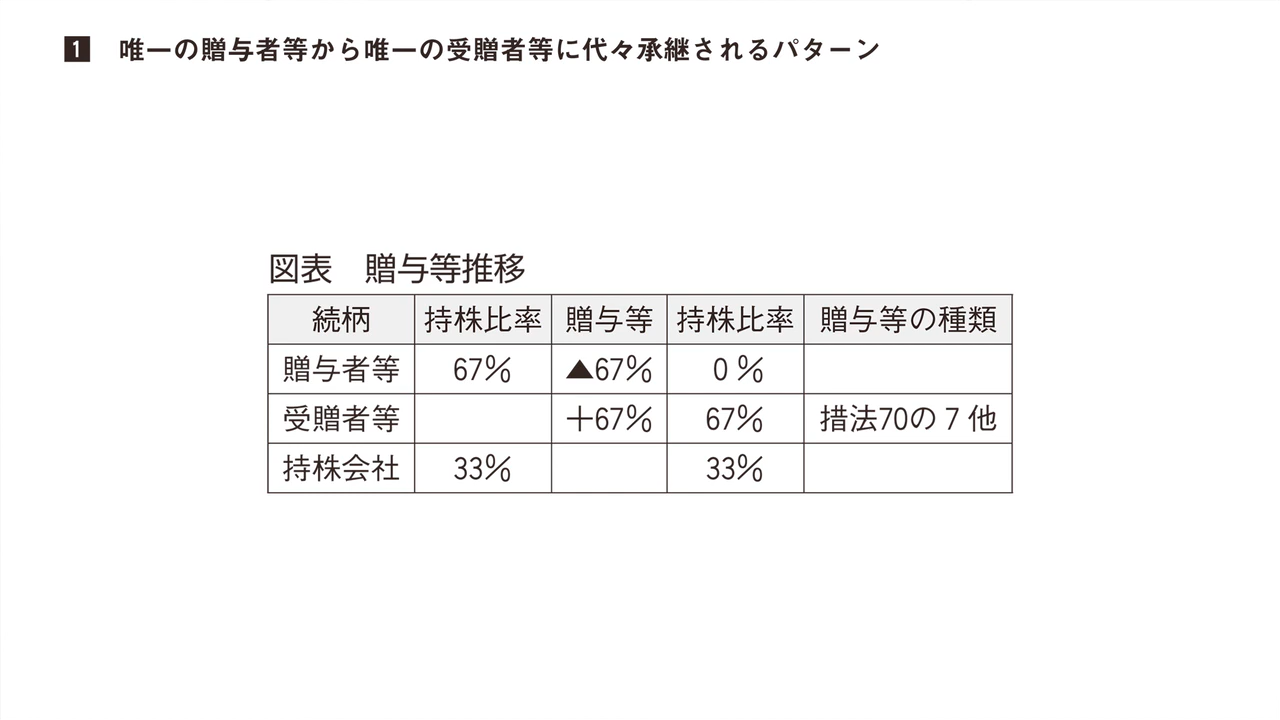 1 唯一の贈与者等から唯一の受贈者等に代々承継されるパターン
図表 贈与等推移
続柄 持株比率 贈与等 持株比率 贈与等の種類
贈与者等 67% ▲67% 0%
受贈者等 +67% 67% 措法70の7他
持株会社 33% 33%